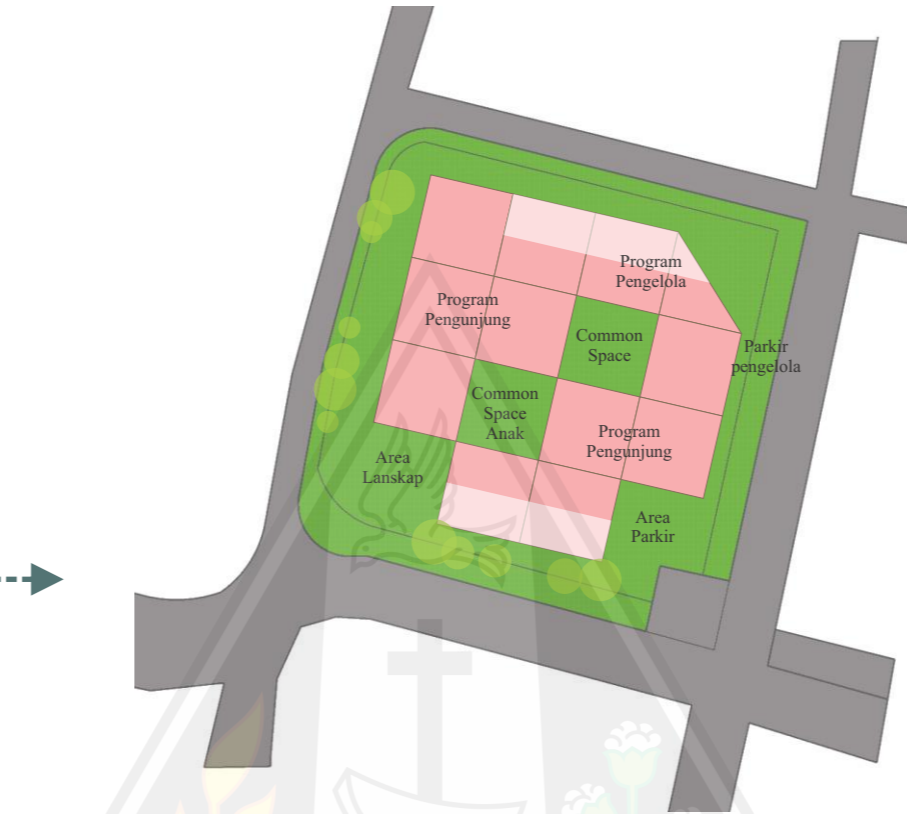 Program
Pengelola
Program
Pengunjung
Common
Space
Parkir
pengelola
Common
Space
Anak
Program
Pengunjung
Area
Lanskap
Area
Parkir